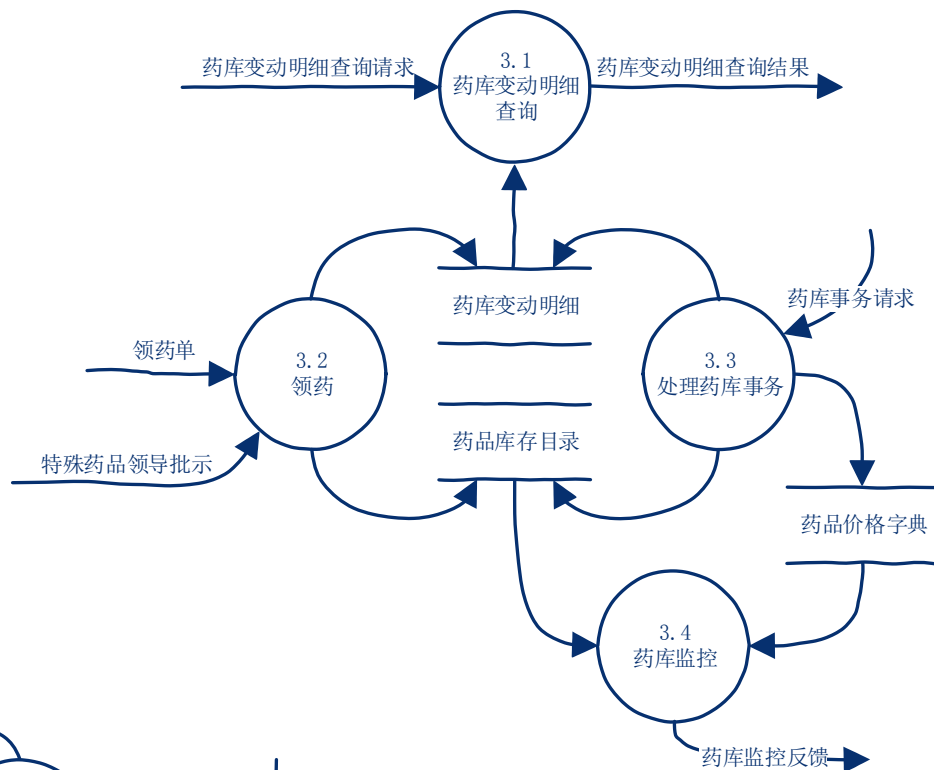 药库变动明细查询请求
3.1
药库变动明细
查询
药库变动明细查询结果
药库变动明细
药库事务请求
领药单
3.2
领药
3.3
处理药库事务
药品库存目录
特殊药品领导批示
药品价格字典
3.4
药库监控
药库监控反馈